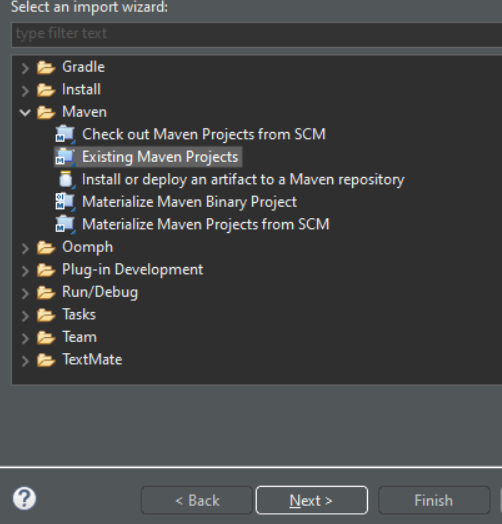 Select an import wizard:
type filter text
Gradle
Install
Maven
Check out Maven Projects from SCM
Existing Maven Projects
Install or deploy an artifact to a Maven repository
Materialize Maven Binary Project
Materialize Maven Projects from SCM
Oomph
Plug-in Development
Run/Debug
Tasks
Team
TextMate
? < Back Next > Finish